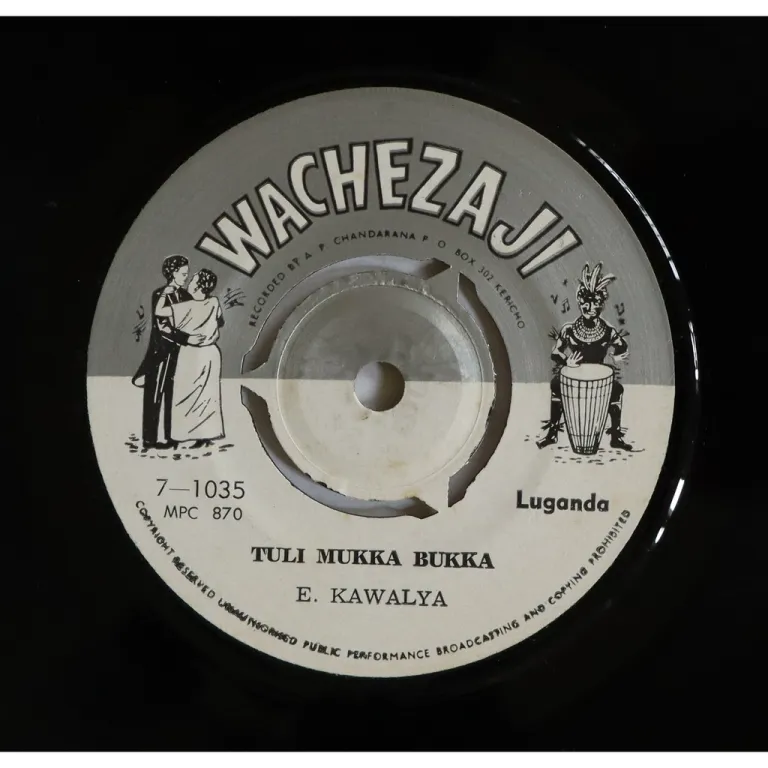 WACHEZAJI
RECORDED BY A. P. CHANDARANA P. O. BOX 302 KERICHO
7—1035
MPC 870
Luganda
TULI MUKKA BUKKA
E. KAWALYA
COPYRIGHT RESERVED UNAUTHORISED PUBLIC PERFORMANCE BROADCASTING AND COPYING PROHIBITED